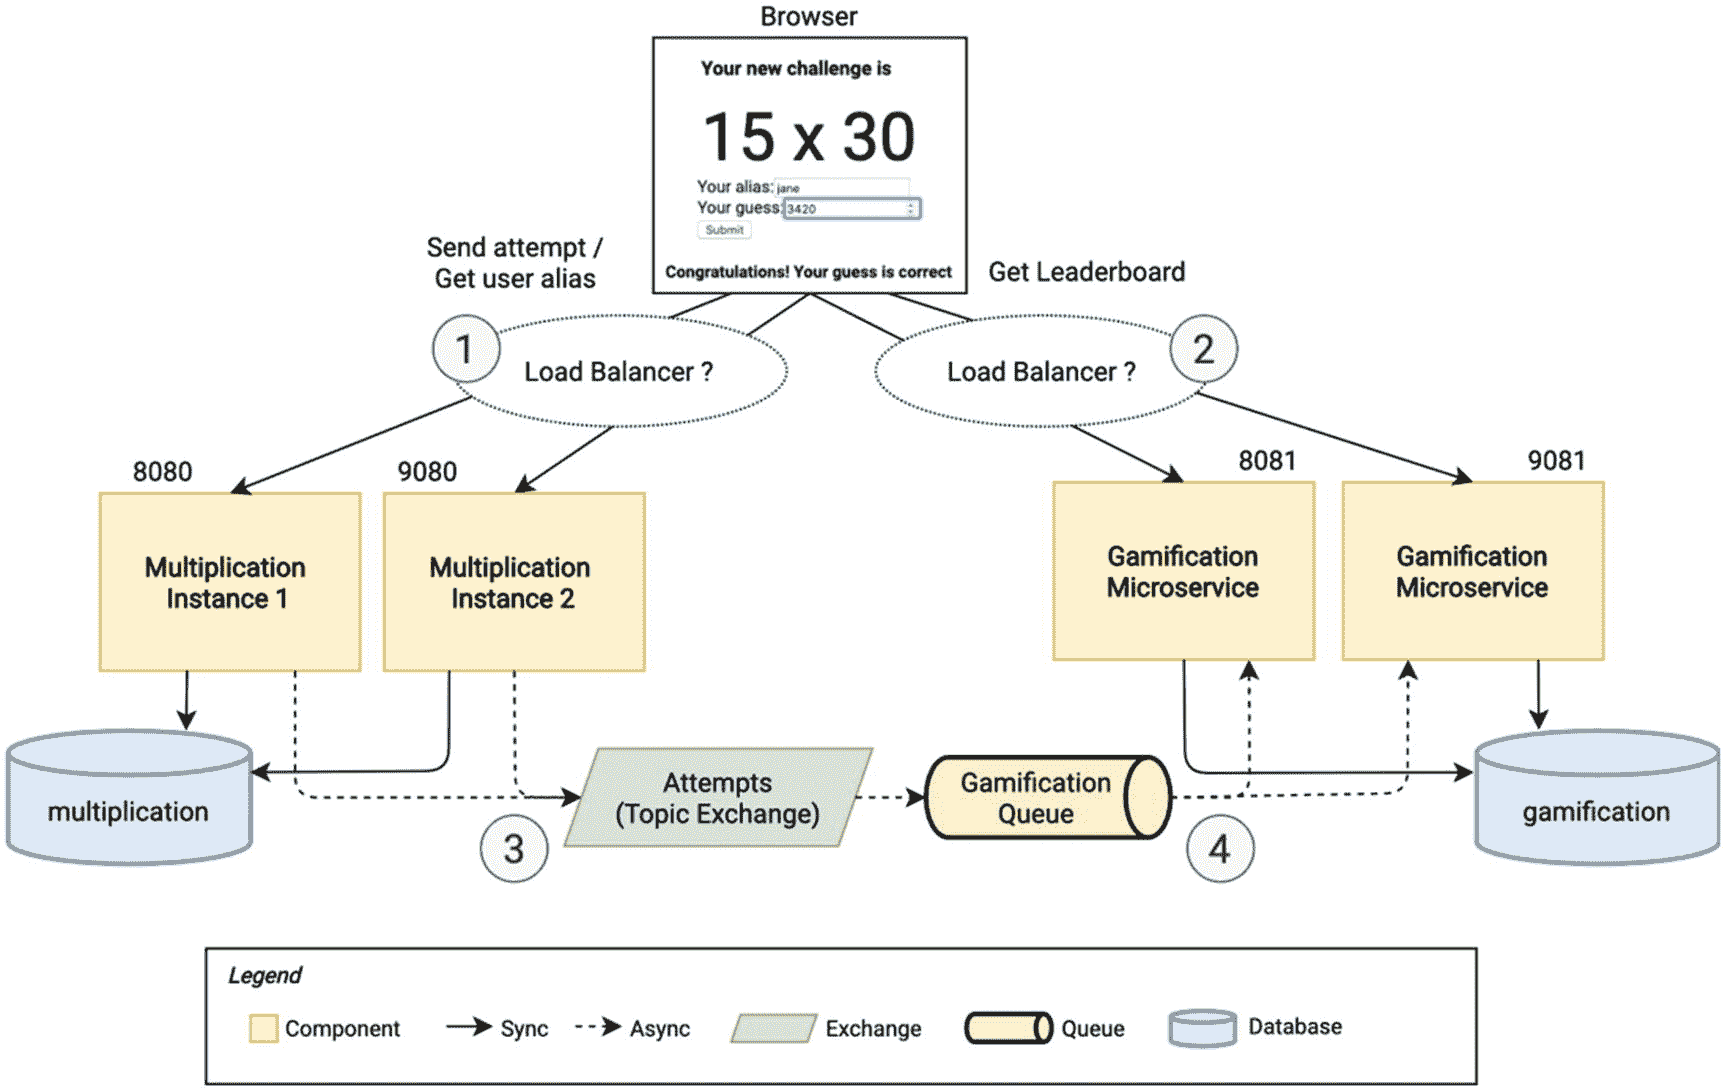 Browser
Your new challenge is
15 x 30
Your alias: jane
Your guess: 3420
Submit
Congratulations! Your guess is correct
Send attempt /
Get user alias
Get Leaderboard
1
Load Balancer ?
Load Balancer ?
2
8080
9080
8081
9081
Multiplication
Instance 1
Multiplication
Instance 2
Gamification
Microservice
Gamification
Microservice
multiplication
Attempts
(Topic Exchange)
Gamification
Queue
gamification
3
4
Legend
Component
Sync
Async
Exchange
Queue
Database